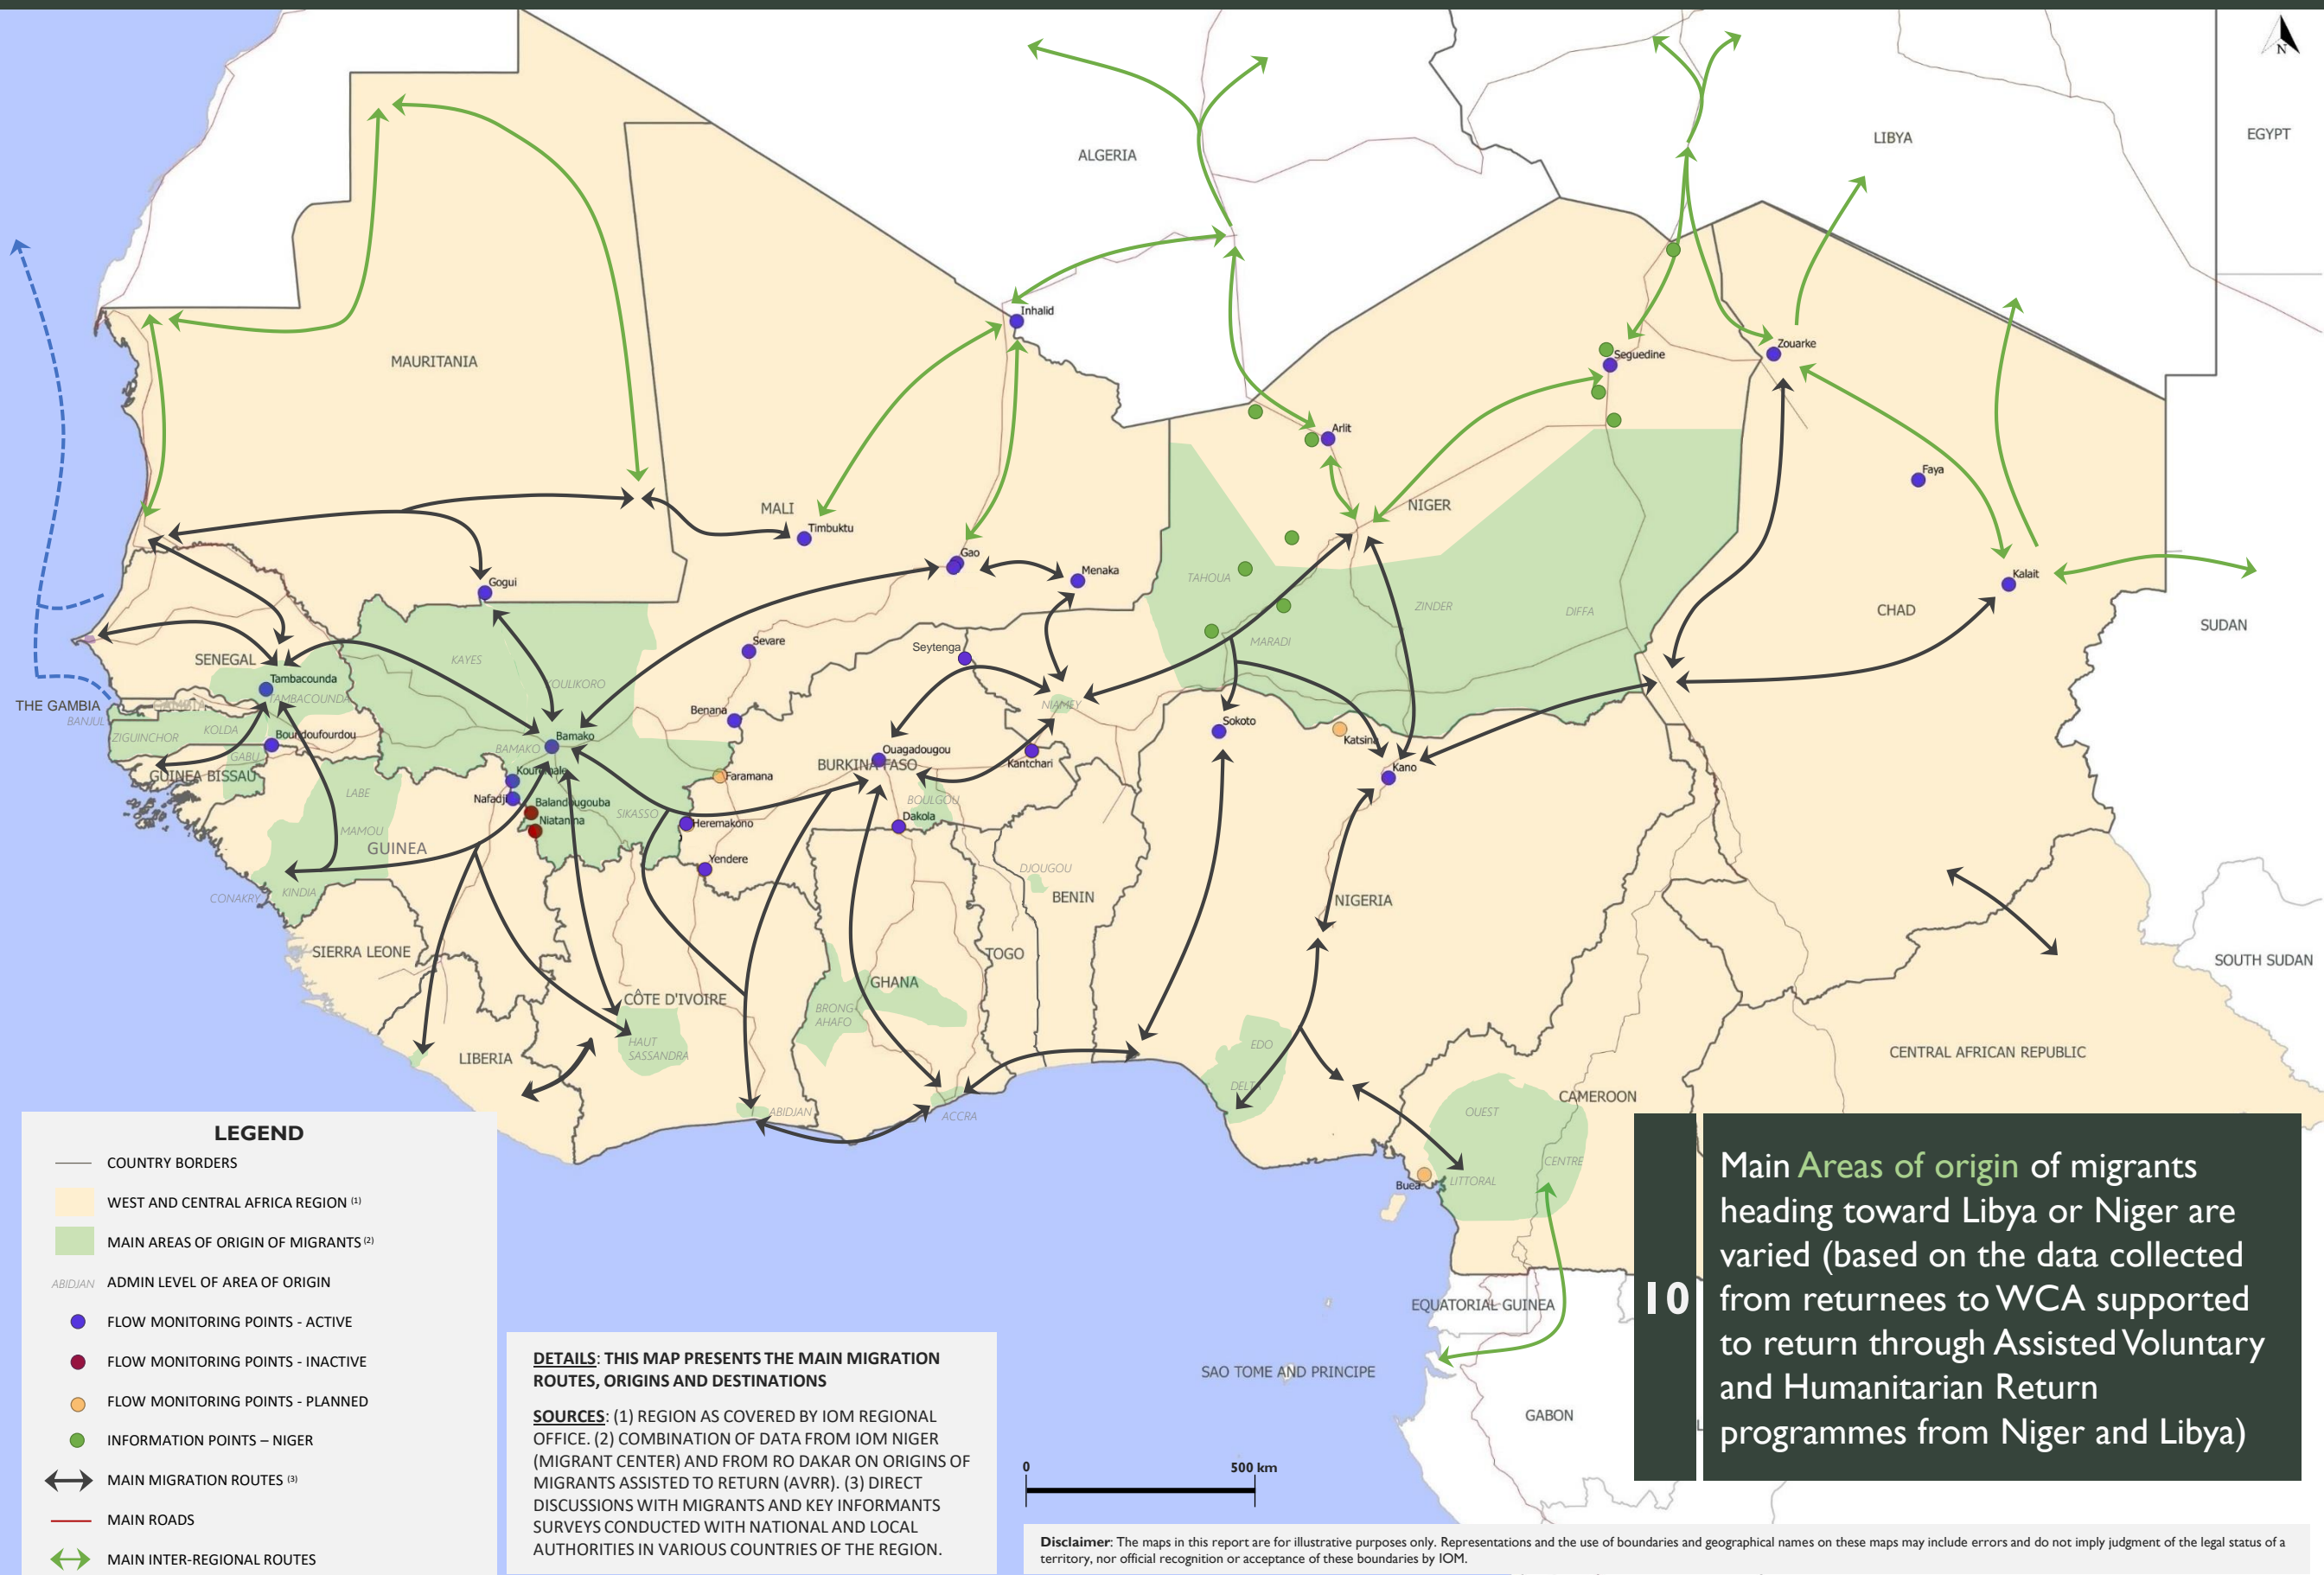 N
ALGERIA
LIBYA
EGYPT
MAURITANIA
Inhalid
Seguedine
Zouarke
Arlit
Faya
MALI
Timbuktu
NIGER
Gao
Menaka
Gogui
TAHOUA
ZINDER
DIFFA
Kalait
CHAD
SUDAN
MARADI
Sevare
Seytenga
SENEGAL
KAYES
KOULIKORO
Tambacounda
TAMBACOUNDA
THE GAMBIA
GAMBIA
BANJUL
NIAMEY
KOLDA
ZIGUINCHOR
Boundoufourdou
GABU
GUINEA BISSAU
Benana
Bamako
BAMAKO
Sokoto
Katsina
Ouagadougou
BURKINA FASO
Kantchari
Kano
Kouremale
Faramana
Nafadji
Balandougouba
Niatanina
LABE
MAMOU
GUINEA
SIKASSO
Heremakono
BOULGOU
Dakola
Yendere
DJOUGOU
BENIN
CONAKRY
KINDIA
NIGERIA
SIERRA LEONE
TOGO
SOUTH SUDAN
GHANA
CÔTE D'IVOIRE
BRONG-
AHAFO
HAUT
SASSANDRA
LIBERIA
EDO
DELTA
CENTRAL AFRICAN REPUBLIC
ABIDJAN
ACCRA
CAMEROON
OUEST
CENTRE
LITTORAL
Buea
EQUATORIAL GUINEA
SAO TOME AND PRINCIPE
GABON
LEGEND
COUNTRY BORDERS
WEST AND CENTRAL AFRICA REGION (1)
MAIN AREAS OF ORIGIN OF MIGRANTS (2)
ABIDJAN ADMIN LEVEL OF AREA OF ORIGIN
FLOW MONITORING POINTS - ACTIVE
FLOW MONITORING POINTS - INACTIVE
FLOW MONITORING POINTS - PLANNED
INFORMATION POINTS – NIGER
MAIN MIGRATION ROUTES (3)
MAIN ROADS
MAIN INTER-REGIONAL ROUTES
DETAILS: THIS MAP PRESENTS THE MAIN MIGRATION
ROUTES, ORIGINS AND DESTINATIONS
SOURCES: (1) REGION AS COVERED BY IOM REGIONAL
OFFICE. (2) COMBINATION OF DATA FROM IOM NIGER
(MIGRANT CENTER) AND FROM RO DAKAR ON ORIGINS OF
MIGRANTS ASSISTED TO RETURN (AVRR). (3) DIRECT
DISCUSSIONS WITH MIGRANTS AND KEY INFORMANTS
SURVEYS CONDUCTED WITH NATIONAL AND LOCAL
AUTHORITIES IN VARIOUS COUNTRIES OF THE REGION.
0 500 km
10
Main Areas of origin of migrants
heading toward Libya or Niger are
varied (based on the data collected
from returnees to WCA supported
to return through Assisted Voluntary
and Humanitarian Return
programmes from Niger and Libya)
Disclaimer: The maps in this report are for illustrative purposes only. Representations and the use of boundaries and geographical names on these maps may include errors and do not imply judgment of the legal status of a
territory, nor official recognition or acceptance of these boundaries by IOM.